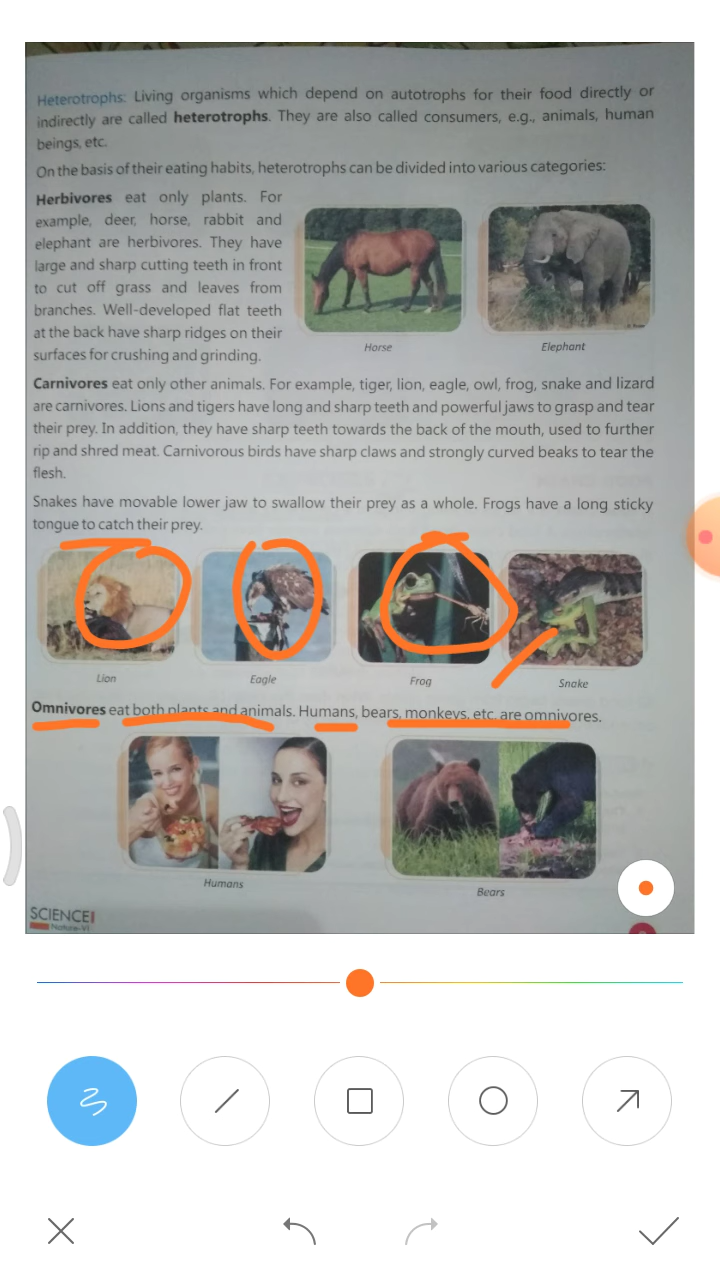 Heterotrophs: Living organisms which depend on autotrophs for their food directly or
indirectly are called heterotrophs. They are also called consumers, e.g., animals, human
beings, etc.
On the basis of their eating habits, heterotrophs can be divided into various categories:
Herbivores eat only plants. For
example, deer, horse, rabbit and
elephant are herbivores. They have
large and sharp cutting teeth in front
to cut off grass and leaves from
branches. Well-developed flat teeth
at the back have sharp ridges on their
surfaces for crushing and grinding.
Horse
Elephant
Carnivores eat only other animals. For example, tiger, lion, eagle, owl, frog, snake and lizard
are carnivores. Lions and tigers have long and sharp teeth and powerful jaws to grasp and tear
their prey. In addition, they have sharp teeth towards the back of the mouth, used to further
rip and shred meat. Carnivorous birds have sharp claws and strongly curved beaks to tear the
flesh.
Snakes have movable lower jaw to swallow their prey as a whole. Frogs have a long sticky
tongue to catch their prey.
Lion
Eagle
Frog
Snake
Omnivores eat both plants and animals. Humans, bears, monkeys, etc. are omnivores.
Humans
Bears
SCIENCE
Nature-VI